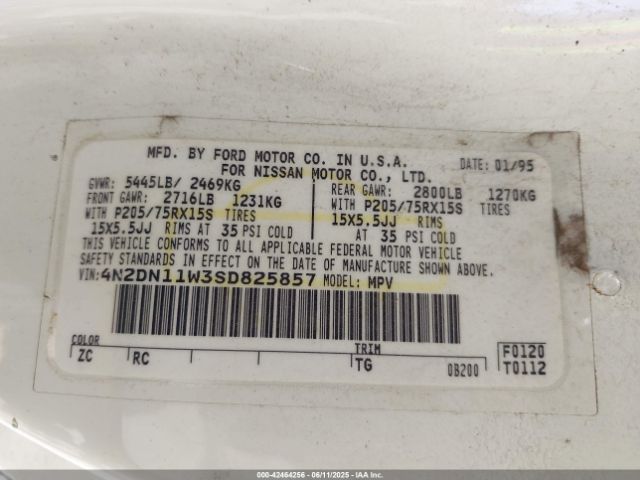 MFD. BY FORD MOTOR CO. IN U.S.A.
FOR NISSAN MOTOR CO., LTD.
DATE: 01/95
GVWR: 5445LB/ 2469KG
FRONT GAWR: 2716LB 1231KG
WITH P205/75RX15S TIRES
15X5.5JJ RIMS AT 35 PSI COLD
REAR GAWR: 2800LB 1270KG
WITH P205/75RX15S TIRES
15X5.5JJ RIMS
AT 35 PSI COLD
THIS VEHICLE CONFORMS TO ALL APPLICABLE FEDERAL MOTOR VEHICLE
SAFETY STANDARDS IN EFFECT ON THE DATE OF MANUFACTURE SHOWN ABOVE.
VIN: 4N2DN11W3SD825857 MODEL: MPV
COLOR TRIM
ZC RC TG 0B200
F0120
T0112
000-42464256 - 06/11/2025 - IAAI.COM